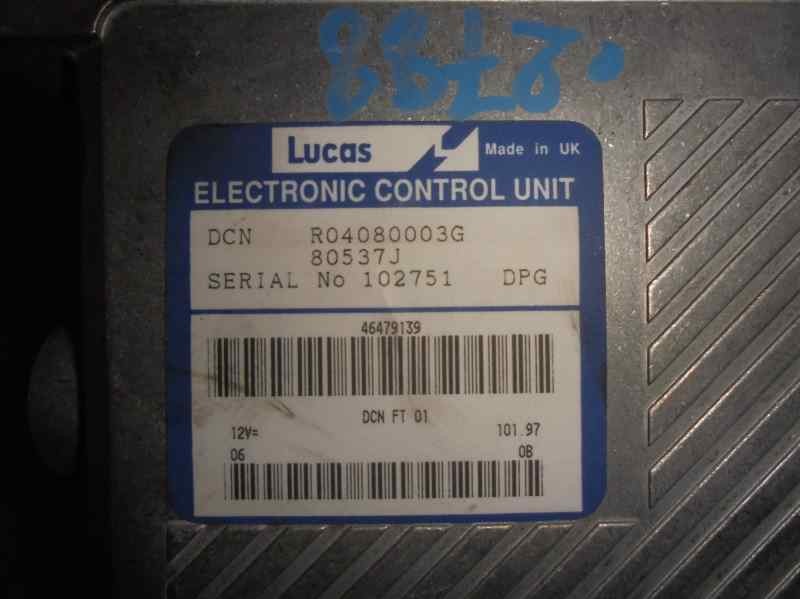 Lucas Made in UK
ELECTRONIC CONTROL UNIT
DCN R04080003G
80537J
SERIAL No 102751 DPG
46479139
DCN FT 01
12V= 101.97
06 0B